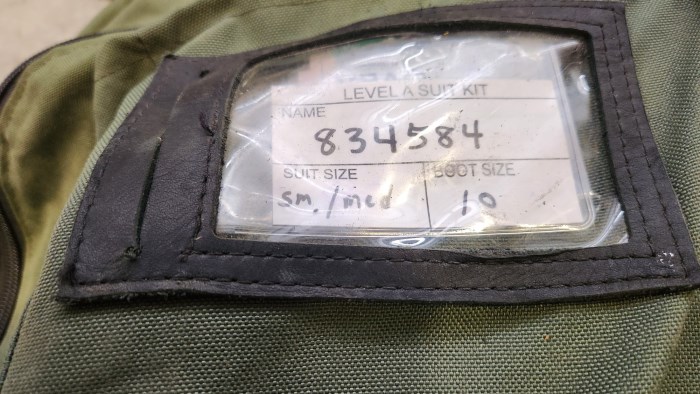 LEVEL A SUIT KIT
NAME
834584
SUIT SIZE BOOT SIZE
sm./med 10